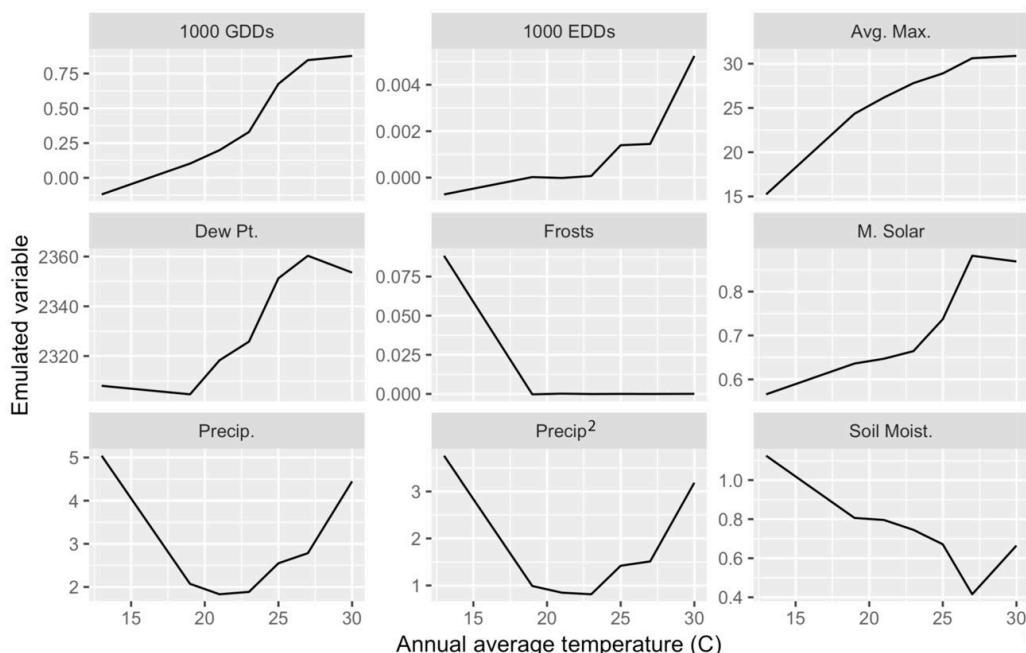 1000 GDDs
1000 EDDs
Avg. Max.
0.75
0.50
0.25
0.00
0.004
0.002
0.000
30
25
20
15
Dew Pt.
Frosts
M. Solar
2360
2340
2320
0.075
0.050
0.025
0.000
0.8
0.7
0.6
Precip.
Precip²
Soil Moist.
5
4
3
2
3
2
1
1.0
0.8
0.6
0.4
15 20 25 30
15 20 25 30
15 20 25 30
Emulated variable
Annual average temperature (C)